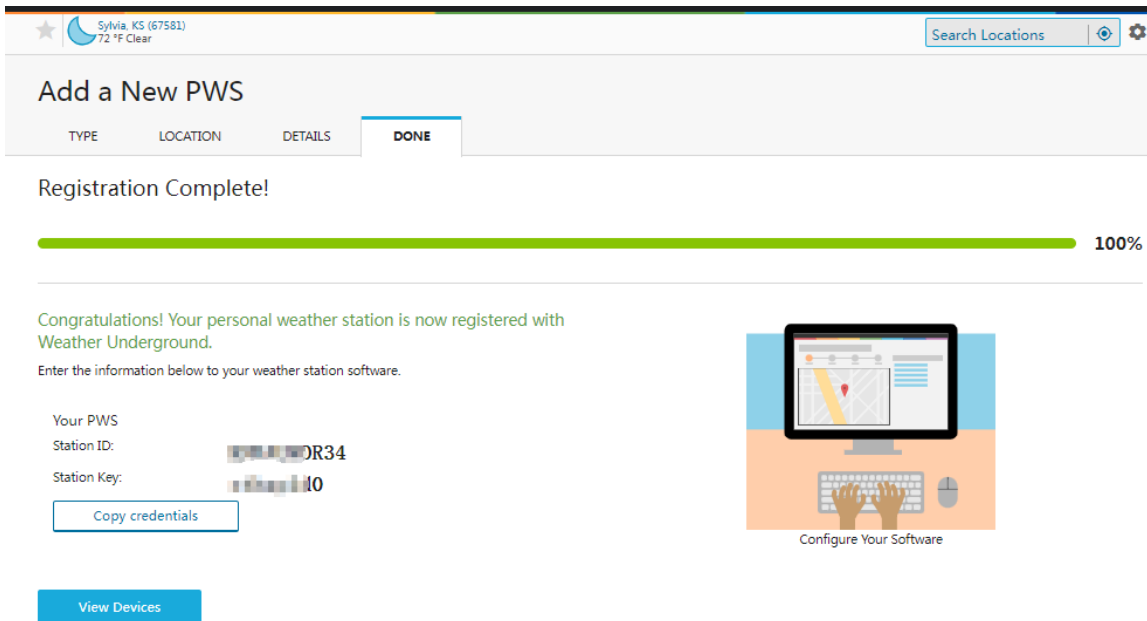 Sylvia, KS (67581)
72 °F Clear
Search Locations
Add a New PWS
TYPE LOCATION DETAILS DONE
Registration Complete!
100%
Congratulations! Your personal weather station is now registered with
Weather Underground.
Enter the information below to your weather station software.
Your PWS
Station ID:
Station Key:
Copy credentials
Configure Your Software
View Devices